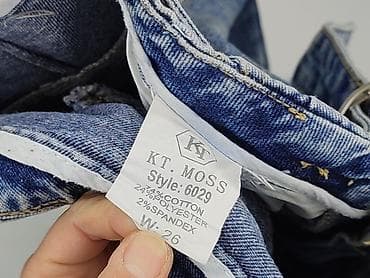 KT
KT. MOSS
Style: 6029
74%COTTON
24%POLYESTER
2%SPANDEX
W: 26